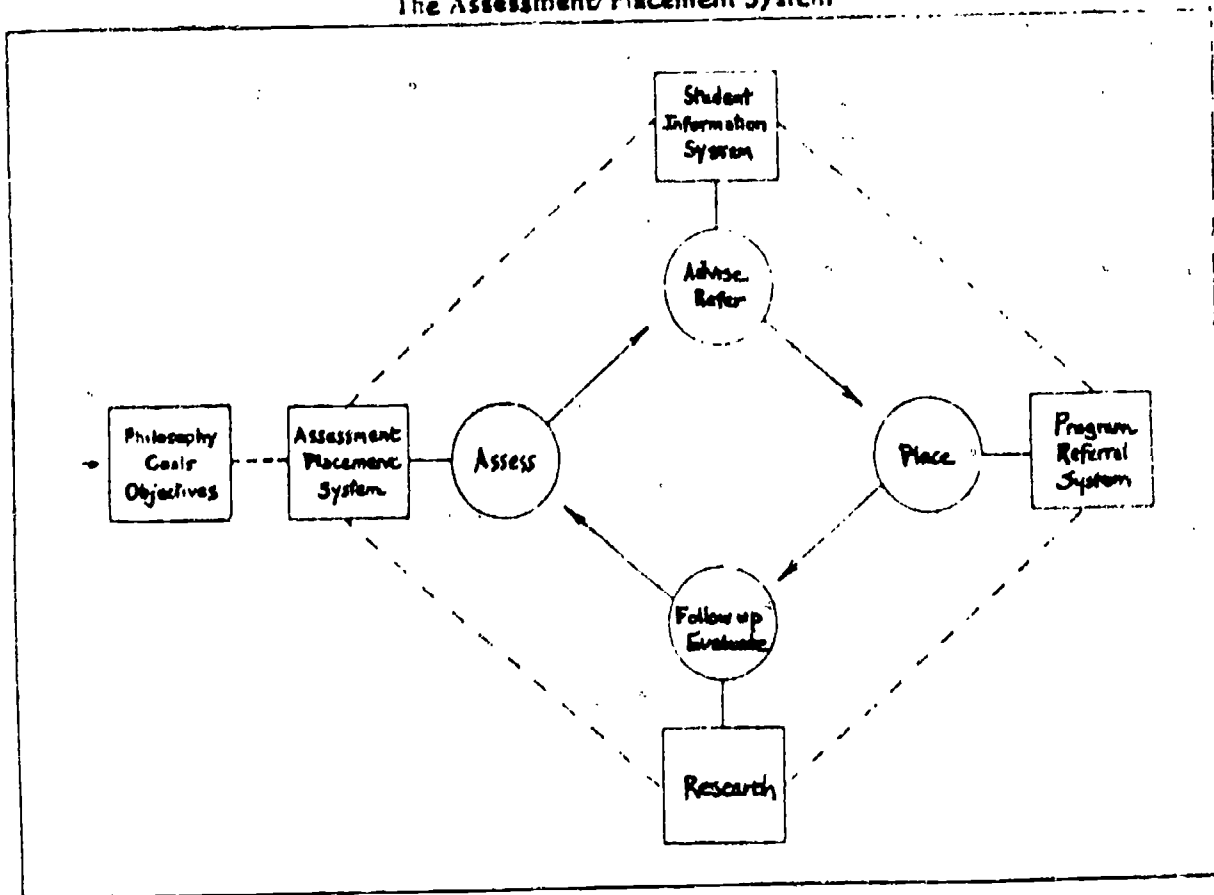 The Assessment/Placement System
Student
Information
System
Advise
Refer
Philosophy
Goals
Objectives
Assessment
Placement
System
Assess
Place
Program
Referral
System
Follow up
Evaluate
Research